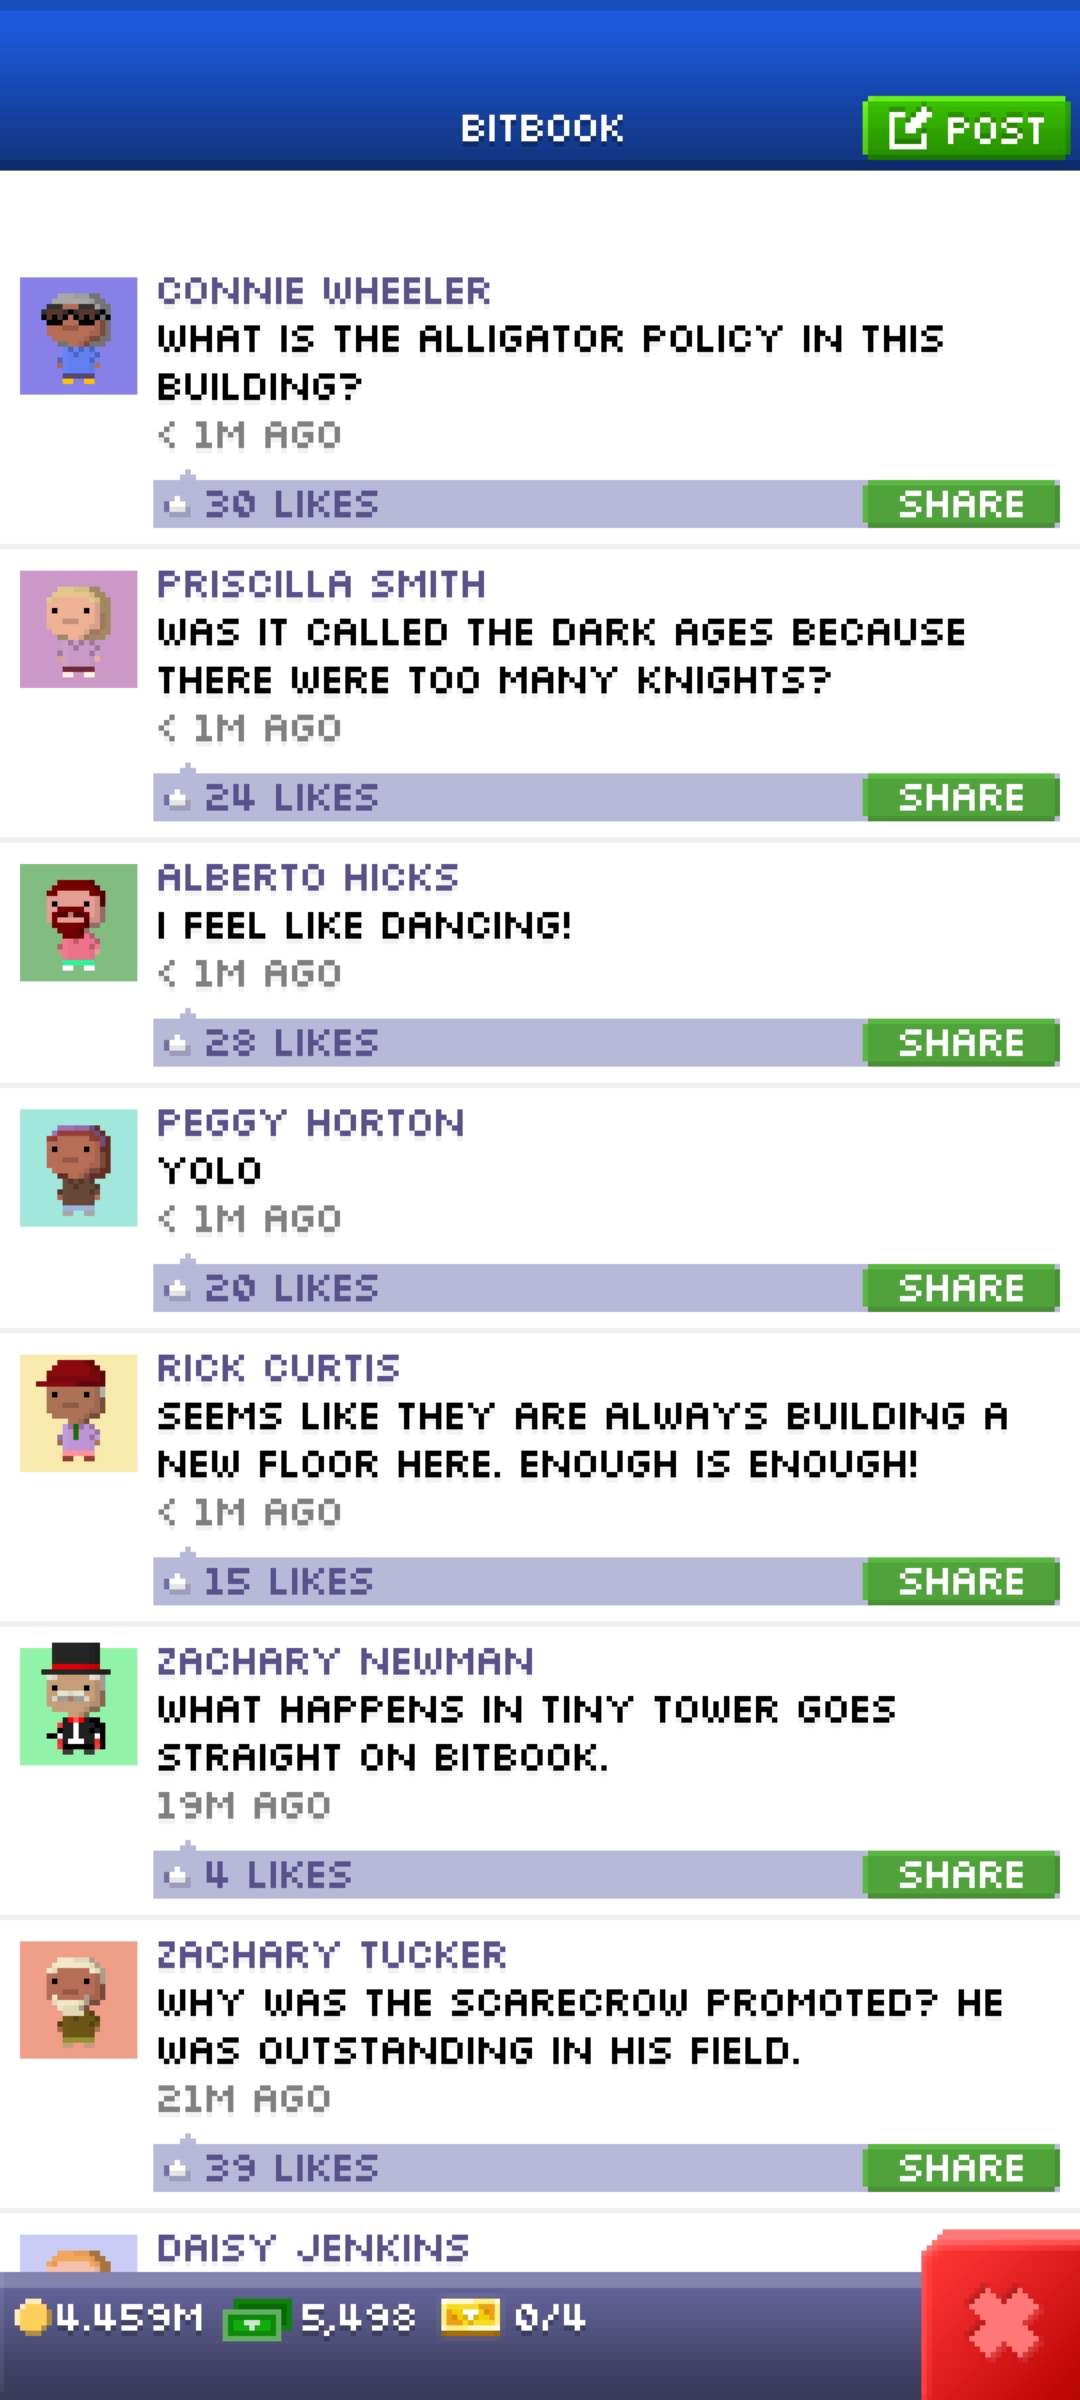 BITBOOK
POST
CONNIE WHEELER
WHAT IS THE ALLIGATOR POLICY IN THIS
BUILDING?
< 1M AGO
30 LIKES
SHARE
PRISCILLA SMITH
WAS IT CALLED THE DARK AGES BECAUSE
THERE WERE TOO MANY KNIGHTS?
< 1M AGO
24 LIKES
SHARE
ALBERTO HICKS
I FEEL LIKE DANCING!
< 1M AGO
28 LIKES
SHARE
PEGGY HORTON
YOLO
< 1M AGO
20 LIKES
SHARE
RICK CURTIS
SEEMS LIKE THEY ARE ALWAYS BUILDING A
NEW FLOOR HERE. ENOUGH IS ENOUGH!
< 1M AGO
15 LIKES
SHARE
ZACHARY NEWMAN
WHAT HAPPENS IN TINY TOWER GOES
STRAIGHT ON BITBOOK.
19M AGO
4 LIKES
SHARE
ZACHARY TUCKER
WHY WAS THE SCARECROW PROMOTED? HE
WAS OUTSTANDING IN HIS FIELD.
21M AGO
39 LIKES
SHARE
DAISY JENKINS
4.459M 5,498 0/4